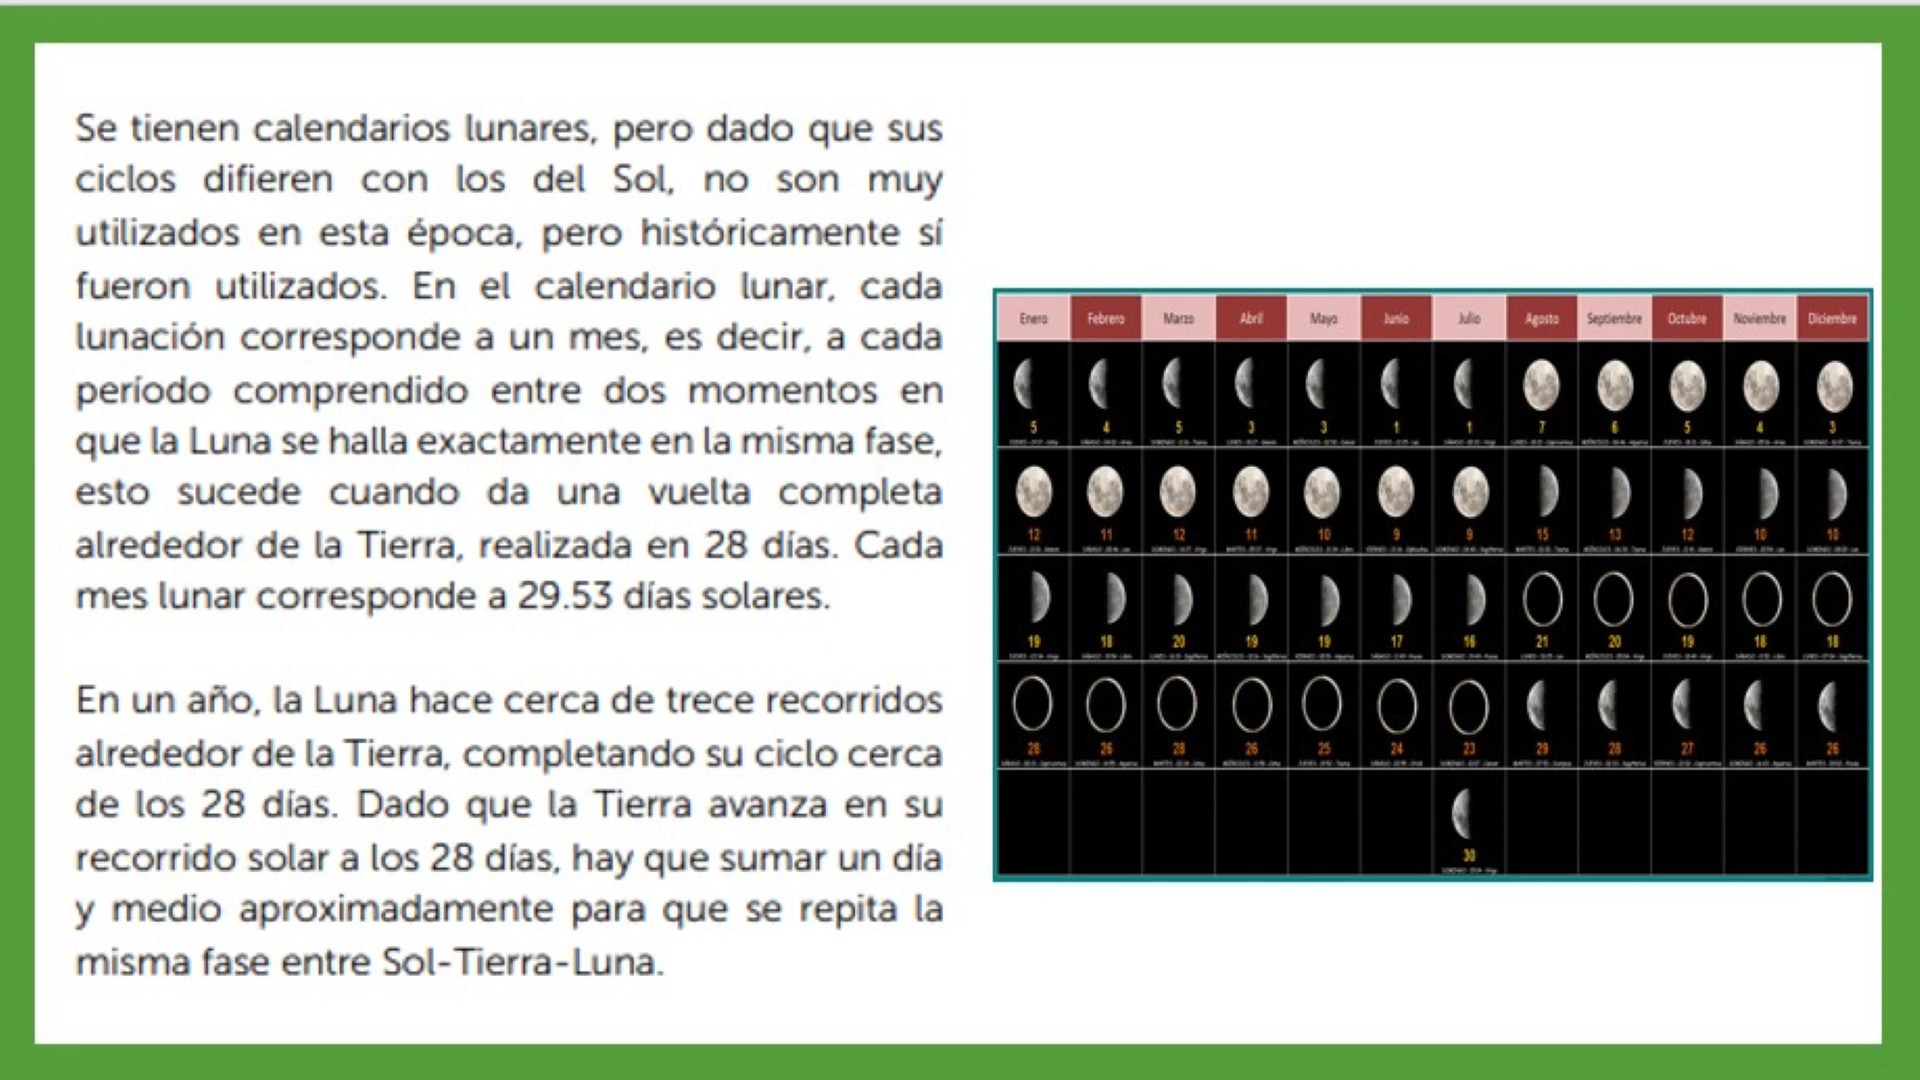 Se tienen calendarios lunares, pero dado que sus
ciclos difieren con los del Sol, no son muy
utilizados en esta época, pero históricamente sí
fueron utilizados. En el calendario lunar, cada
lunación corresponde a un mes, es decir, a cada
período comprendido entre dos momentos en
que la Luna se halla exactamente en la misma fase,
esto sucede cuando da una vuelta completa
alrededor de la Tierra, realizada en 28 días. Cada
mes lunar corresponde a 29.53 días solares.
En un año, la Luna hace cerca de trece recorridos
alrededor de la Tierra, completando su ciclo cerca
de los 28 días. Dado que la Tierra avanza en su
recorrido solar a los 28 días, hay que sumar un día
y medio aproximadamente para que se repita la
misma fase entre Sol-Tierra-Luna.
Enero Febrero Marzo Abril Mayo Junio Julio Agosto Septiembre Octubre Noviembre Diciembre
5 4 5 3 3 1 1 7 6 5 4 3
12 11 12 11 10 9 9 15 13 12 10 10
19 18 20 19 19 17 16 21 20 19 18 18
28 26 28 26 25 24 23 29 28 27 26 26
30